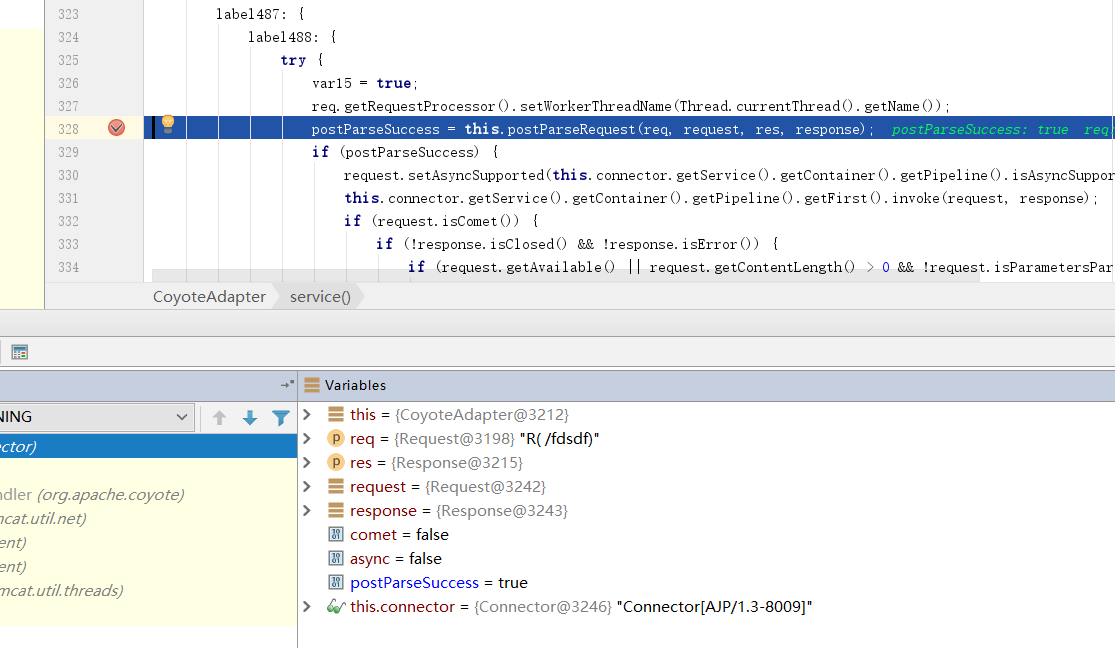 323 label487: {
324 label488: {
325 try {
326 var15 = true;
327 req.getRequestProcessor().setWorkerThreadName(Thread.currentThread().getName());
328 postParseSuccess = this.postParseRequest(req, request, res, response); postParseSuccess: true req:
329 if (postParseSuccess) {
330 request.setAsyncSupported(this.connector.getService().getContainer().getPipeline().isAsyncSuppor
331 this.connector.getService().getContainer().getPipeline().getFirst().invoke(request, response);
332 if (request.isComet()) {
333 if (!response.isClosed() && !response.isError()) {
334 if (request.getAvailable() || request.getContentLength() > 0 && !request.isParametersPar
CoyoteAdapter service()
Variables
NING
ector)
ndler (org.apache.coyote)
mcat.util.net)
ent)
ent)
mcat.util.threads)
this = {CoyoteAdapter@3212}
p req = {Request@3198} "R( /fdsdf)"
p res = {Response@3215}
request = {Request@3242}
response = {Response@3243}
comet = false
async = false
postParseSuccess = true
this.connector = {Connector@3246} "Connector[AJP/1.3-8009]"